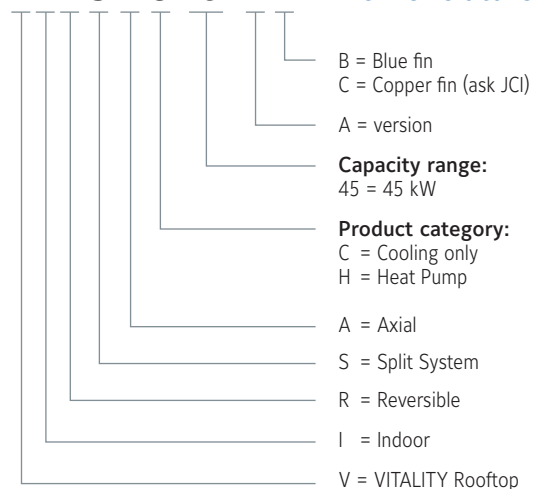 B = Blue fin
C = Copper fin (ask JCI)
A = version
Capacity range:
45 = 45 kW
Product category:
C = Cooling only
H = Heat Pump
A = Axial
S = Split System
R = Reversible
I = Indoor
V = VITALITY Rooftop